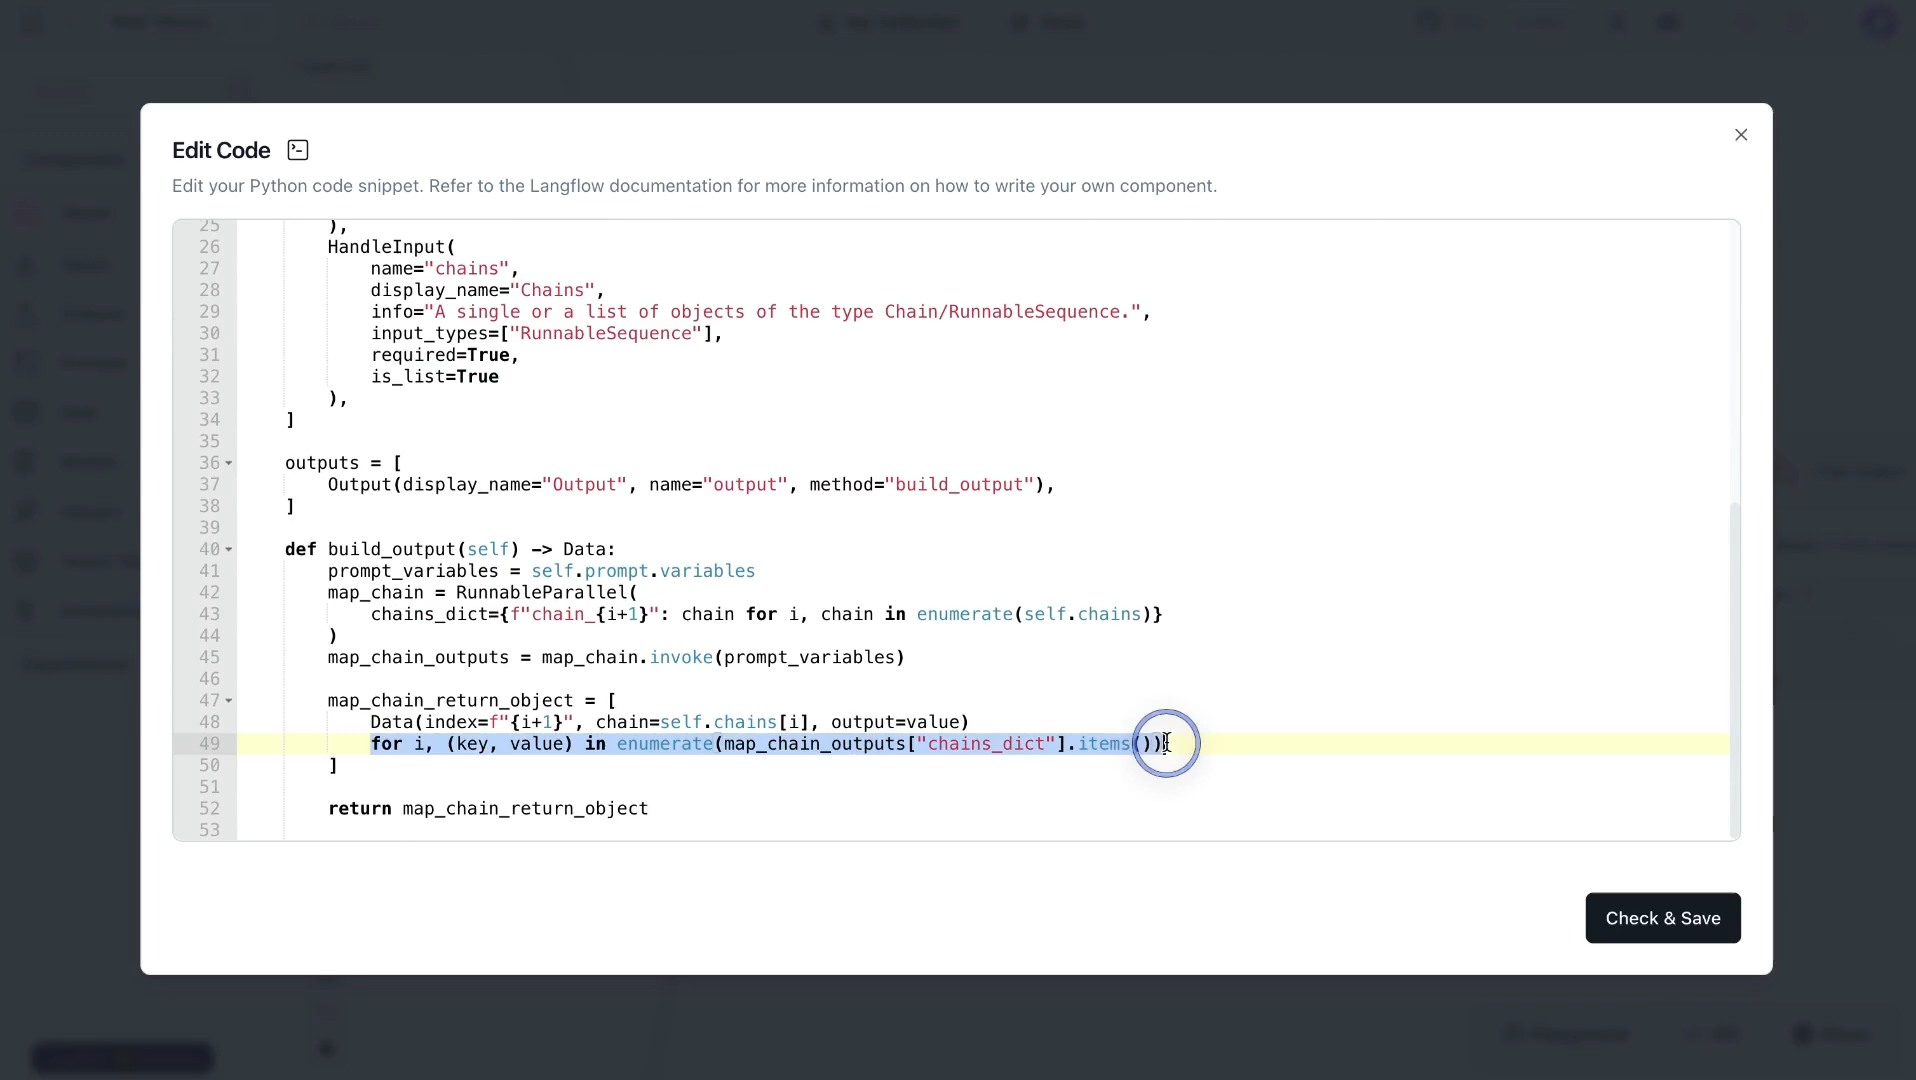 Edit Code
Edit your Python code snippet. Refer to the Langflow documentation for more information on how to write your own component.
25         ),
26         HandleInput(
27             name="chains",
28             display_name="Chains",
29             info="A single or a list of objects of the type Chain/RunnableSequence.",
30             input_types=["RunnableSequence"],
31             required=True,
32             is_list=True
33         ),
34     ]
35
36     outputs = [
37         Output(display_name="Output", name="output", method="build_output"),
38     ]
39
40     def build_output(self) -> Data:
41         prompt_variables = self.prompt.variables
42         map_chain = RunnableParallel(
43             chains_dict={f"chain_{i+1}": chain for i, chain in enumerate(self.chains)}
44         )
45         map_chain_outputs = map_chain.invoke(prompt_variables)
46
47         map_chain_return_object = [
48             Data(index=f"{i+1}", chain=self.chains[i], output=value)
49             for i, (key, value) in enumerate(map_chain_outputs["chains_dict"].items())
50         ]
51
52         return map_chain_return_object
53
Check & Save